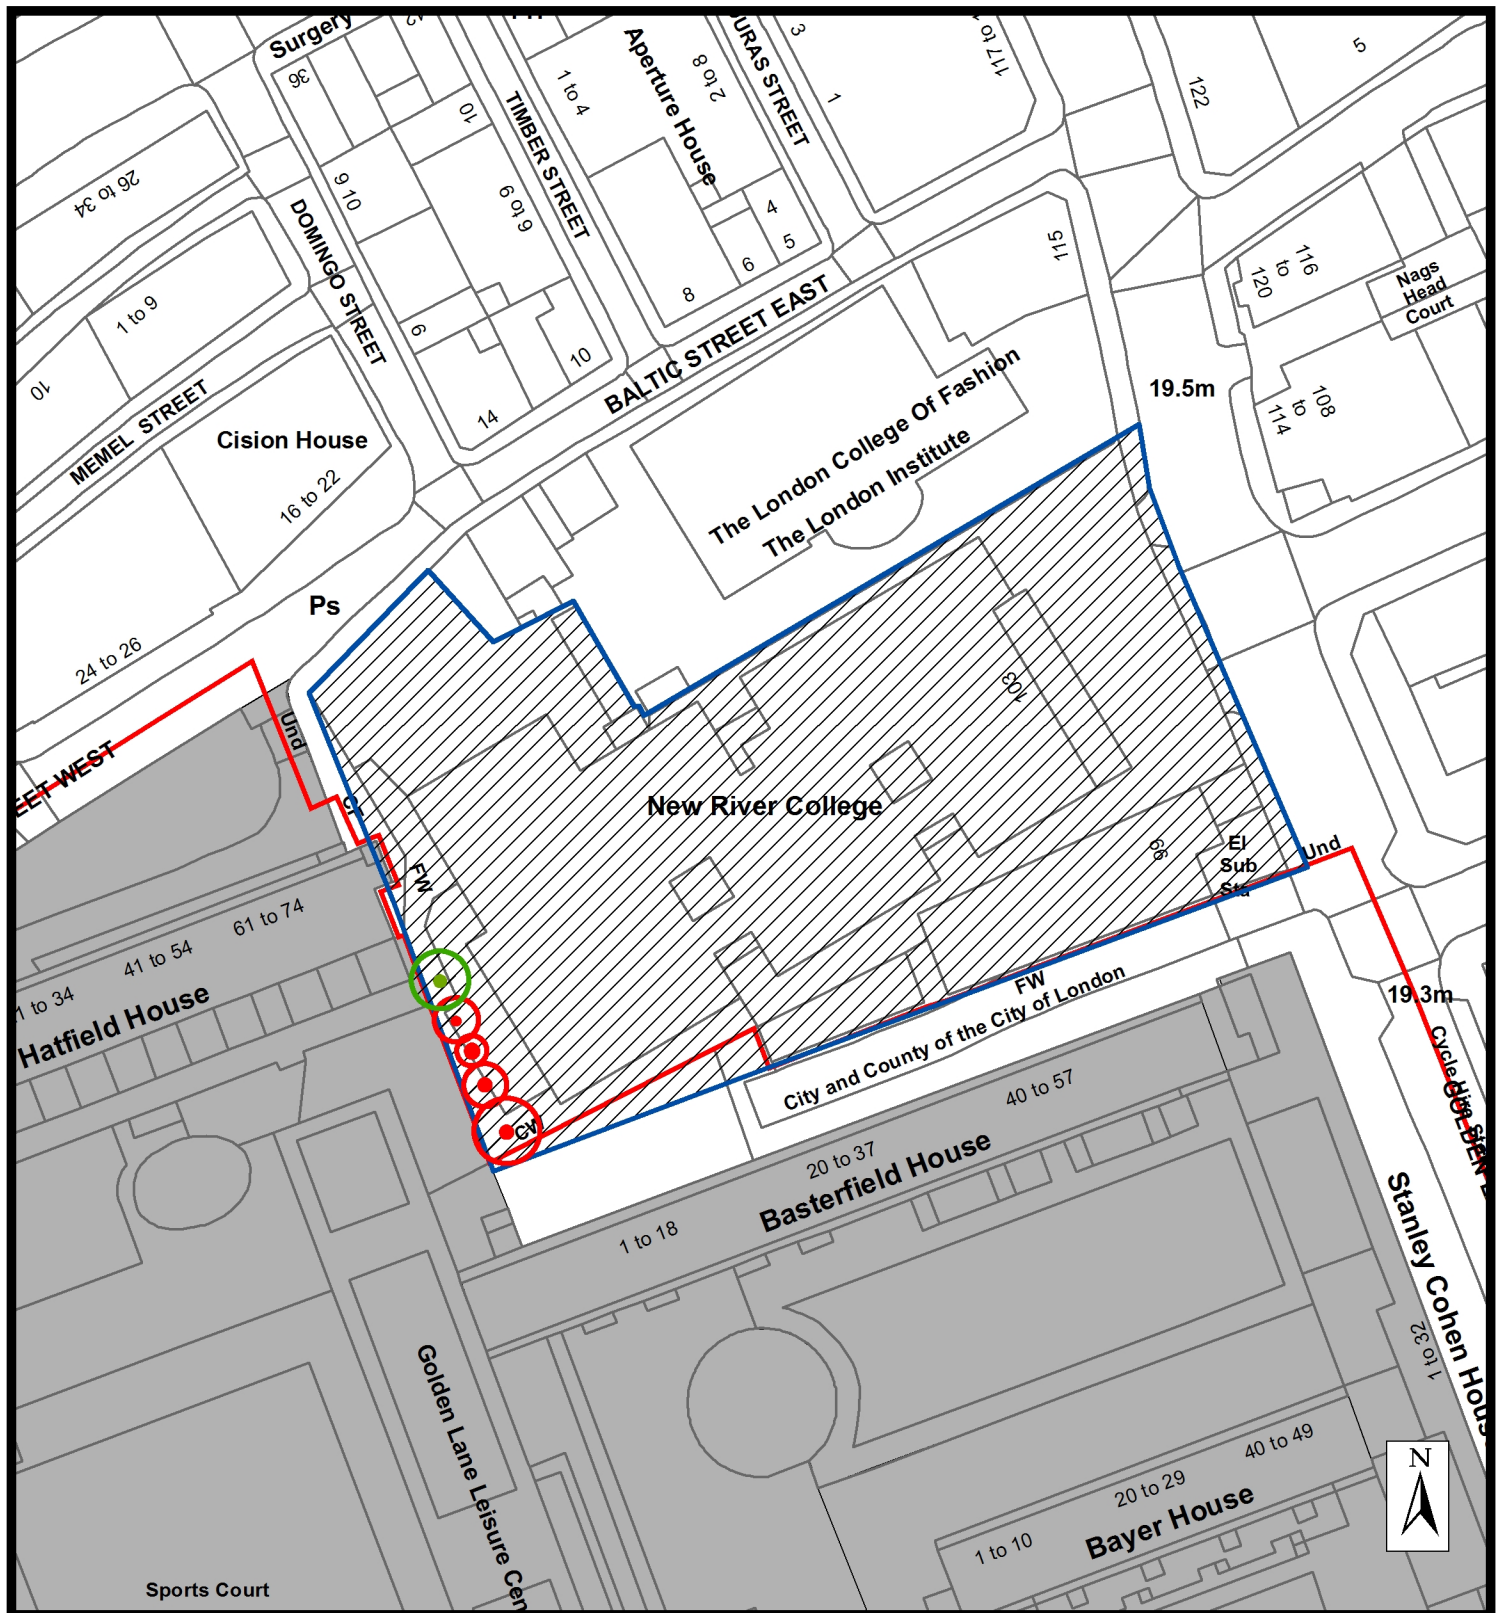 Surgery
36
10
1 to 4
Aperture House
2 to 8
3
1
117 to
122
5
TIMBER STREET
URAS STREET
26 to 34
DOMINGO STREET
6 to 9
4
5
6
8
115
116
to
120
Nags
Head
Court
1 to 9
10
6
10
14
BALTIC STREET EAST
MEMEL STREET
Cision House
16 to 22
The London College Of Fashion
The London Institute
19.5m
108
to
114
Ps
24 to 26
EET WEST
Und
103
New River College
FW
99
El
Sub
Sta
Und
61 to 74
41 to 54
Hatfield House
FW
City and County of the City of London
19.3m
40 to 57
20 to 37
Basterfield House
1 to 18
Stanley Cohen Hous
1 to 32
Golden Lane Leisure Cen
40 to 49
20 to 29
1 to 10
Bayer House
N
Sports Court